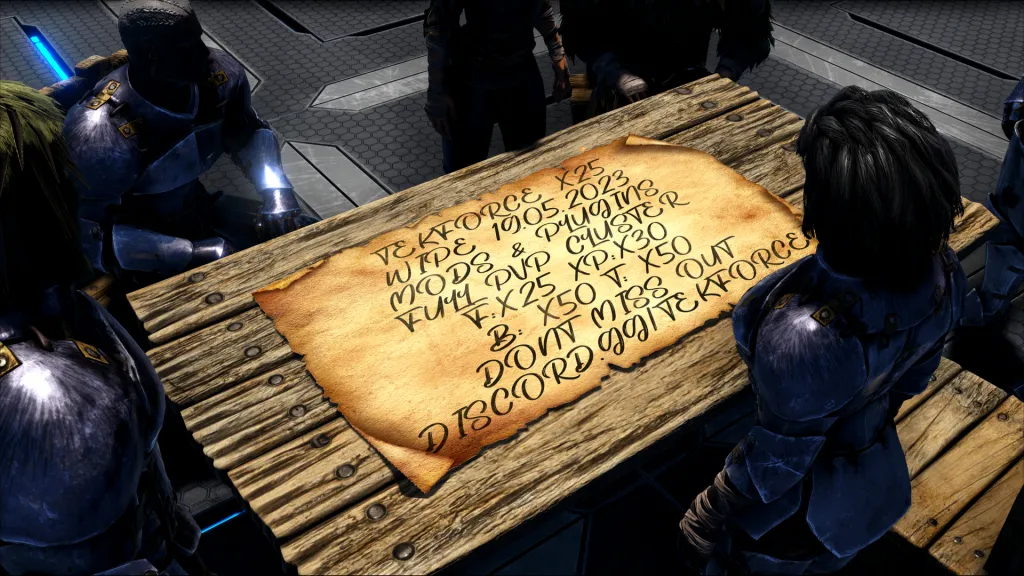 TEKFORCE X25
WIPE 19.05.2023
MODS & PLUGINS
FULL PVP CLUSTER
T: X25 XP: X30
B: X50 T: X50
DONT MISS OUT
DISCORD.GG/TEKFORCE